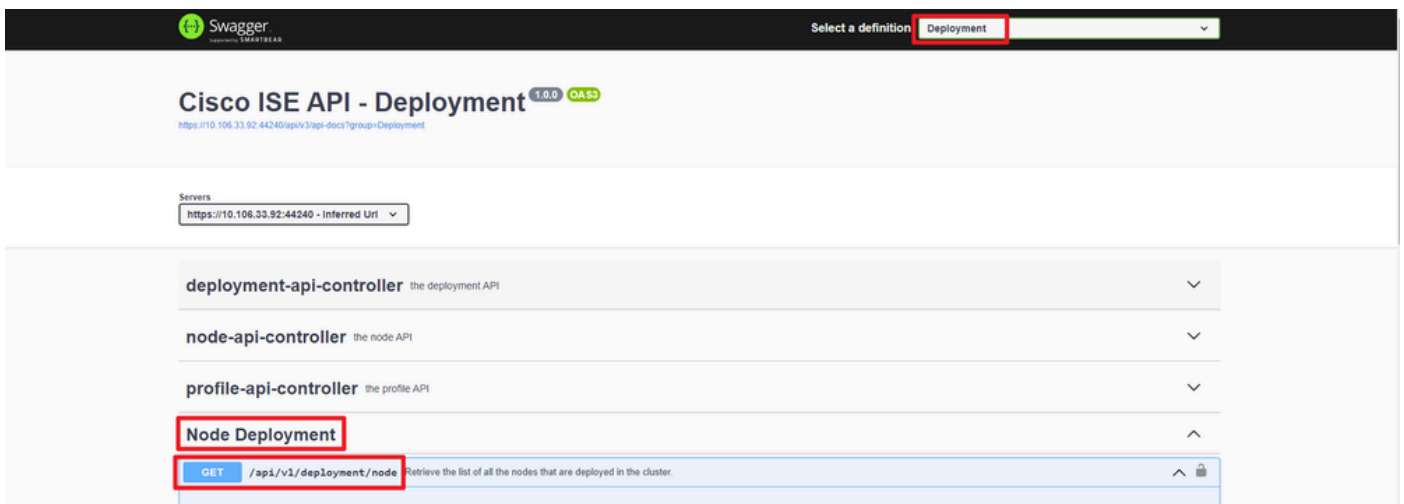 Swagger.
Supported by SMARTBEAR
Select a definition
Deployment
Cisco ISE API - Deployment 1.0.0 OAS3
https://10.106.33.92:44240/api/v3/api-docs?group=Deployment
Servers
https://10.106.33.92:44240 - Inferred Url
deployment-api-controller the deployment API
node-api-controller the node API
profile-api-controller the profile API
Node Deployment
GET /api/v1/deployment/node Retrieve the list of all the nodes that are deployed in the cluster.